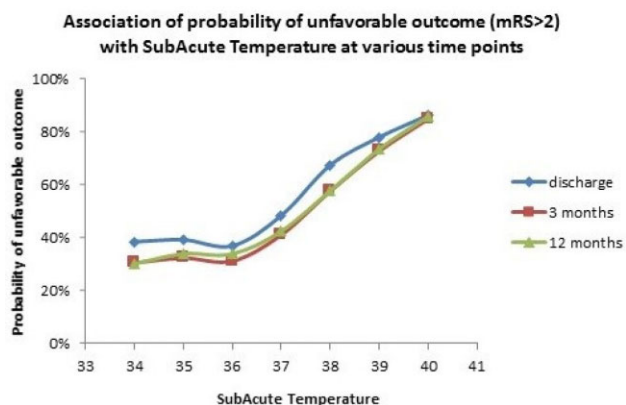 Association of probability of unfavorable outcome (mRS>2)
with SubAcute Temperature at various time points
Probability of unfavorable outcome
100%
80%
60%
40%
20%
0%
33 34 35 36 37 38 39 40 41
SubAcute Temperature
discharge
3 months
12 months